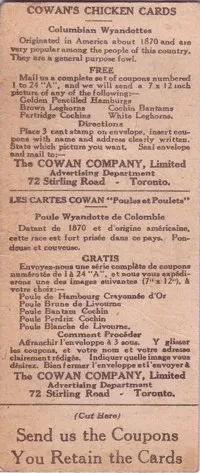 COWAN'S CHICKEN CARDS
Columbian Wyandottes
Originated in America about 1870 and are
very popular among the people of this country.
They are a general purpose fowl.
FREE
Mail us a complete set of coupons numbered
1 to 24 "A", and we will send a 7 x 12 inch
picture of any of the following:—
Golden Pencilled Hamburgs
Brown Leghorns Cochin Bantams
Partridge Cochins White Leghorns.
Directions
Place 3 cent stamp on envelope, insert coupons
with name and address clearly written.
State which picture you want. Seal envelope
and mail to:—
The COWAN COMPANY, Limited
Advertising Department
72 Stirling Road - Toronto.
LES CARTES COWAN "Poules et Poulets"
Poule Wyandotte de Colombie
Datant de 1870 et d'origine américaine,
cette race est fort prisée dans ce pays. Pon-
deuse et couveuse.
GRATIS
Envoyez-nous une série complète de coupons
numérotés de 1 à 24 "A", et nous vous expédi-
erons une des images suivantes (7" x 12"), à
votre choix:—
Poule de Hambourg Crayonnée d'Or
Poule Brune de Livourne
Poule Bantam Cochin
Poule Perdrix Cochin
Poule Blanche de Livourne.
Comment Procéder
Affranchir l'enveloppe à 3 sous. Y glisser
les coupons, et votre nom et votre adresse
clairement rédigés. Indiquer quelle image vous
désirez. Bien fermer l'enveloppe et l'envoyer à
The COWAN COMPANY, Limited
Advertising Department
72 Stirling Road - Toronto.
(Cut Here)
Send us the Coupons
You Retain the Cards